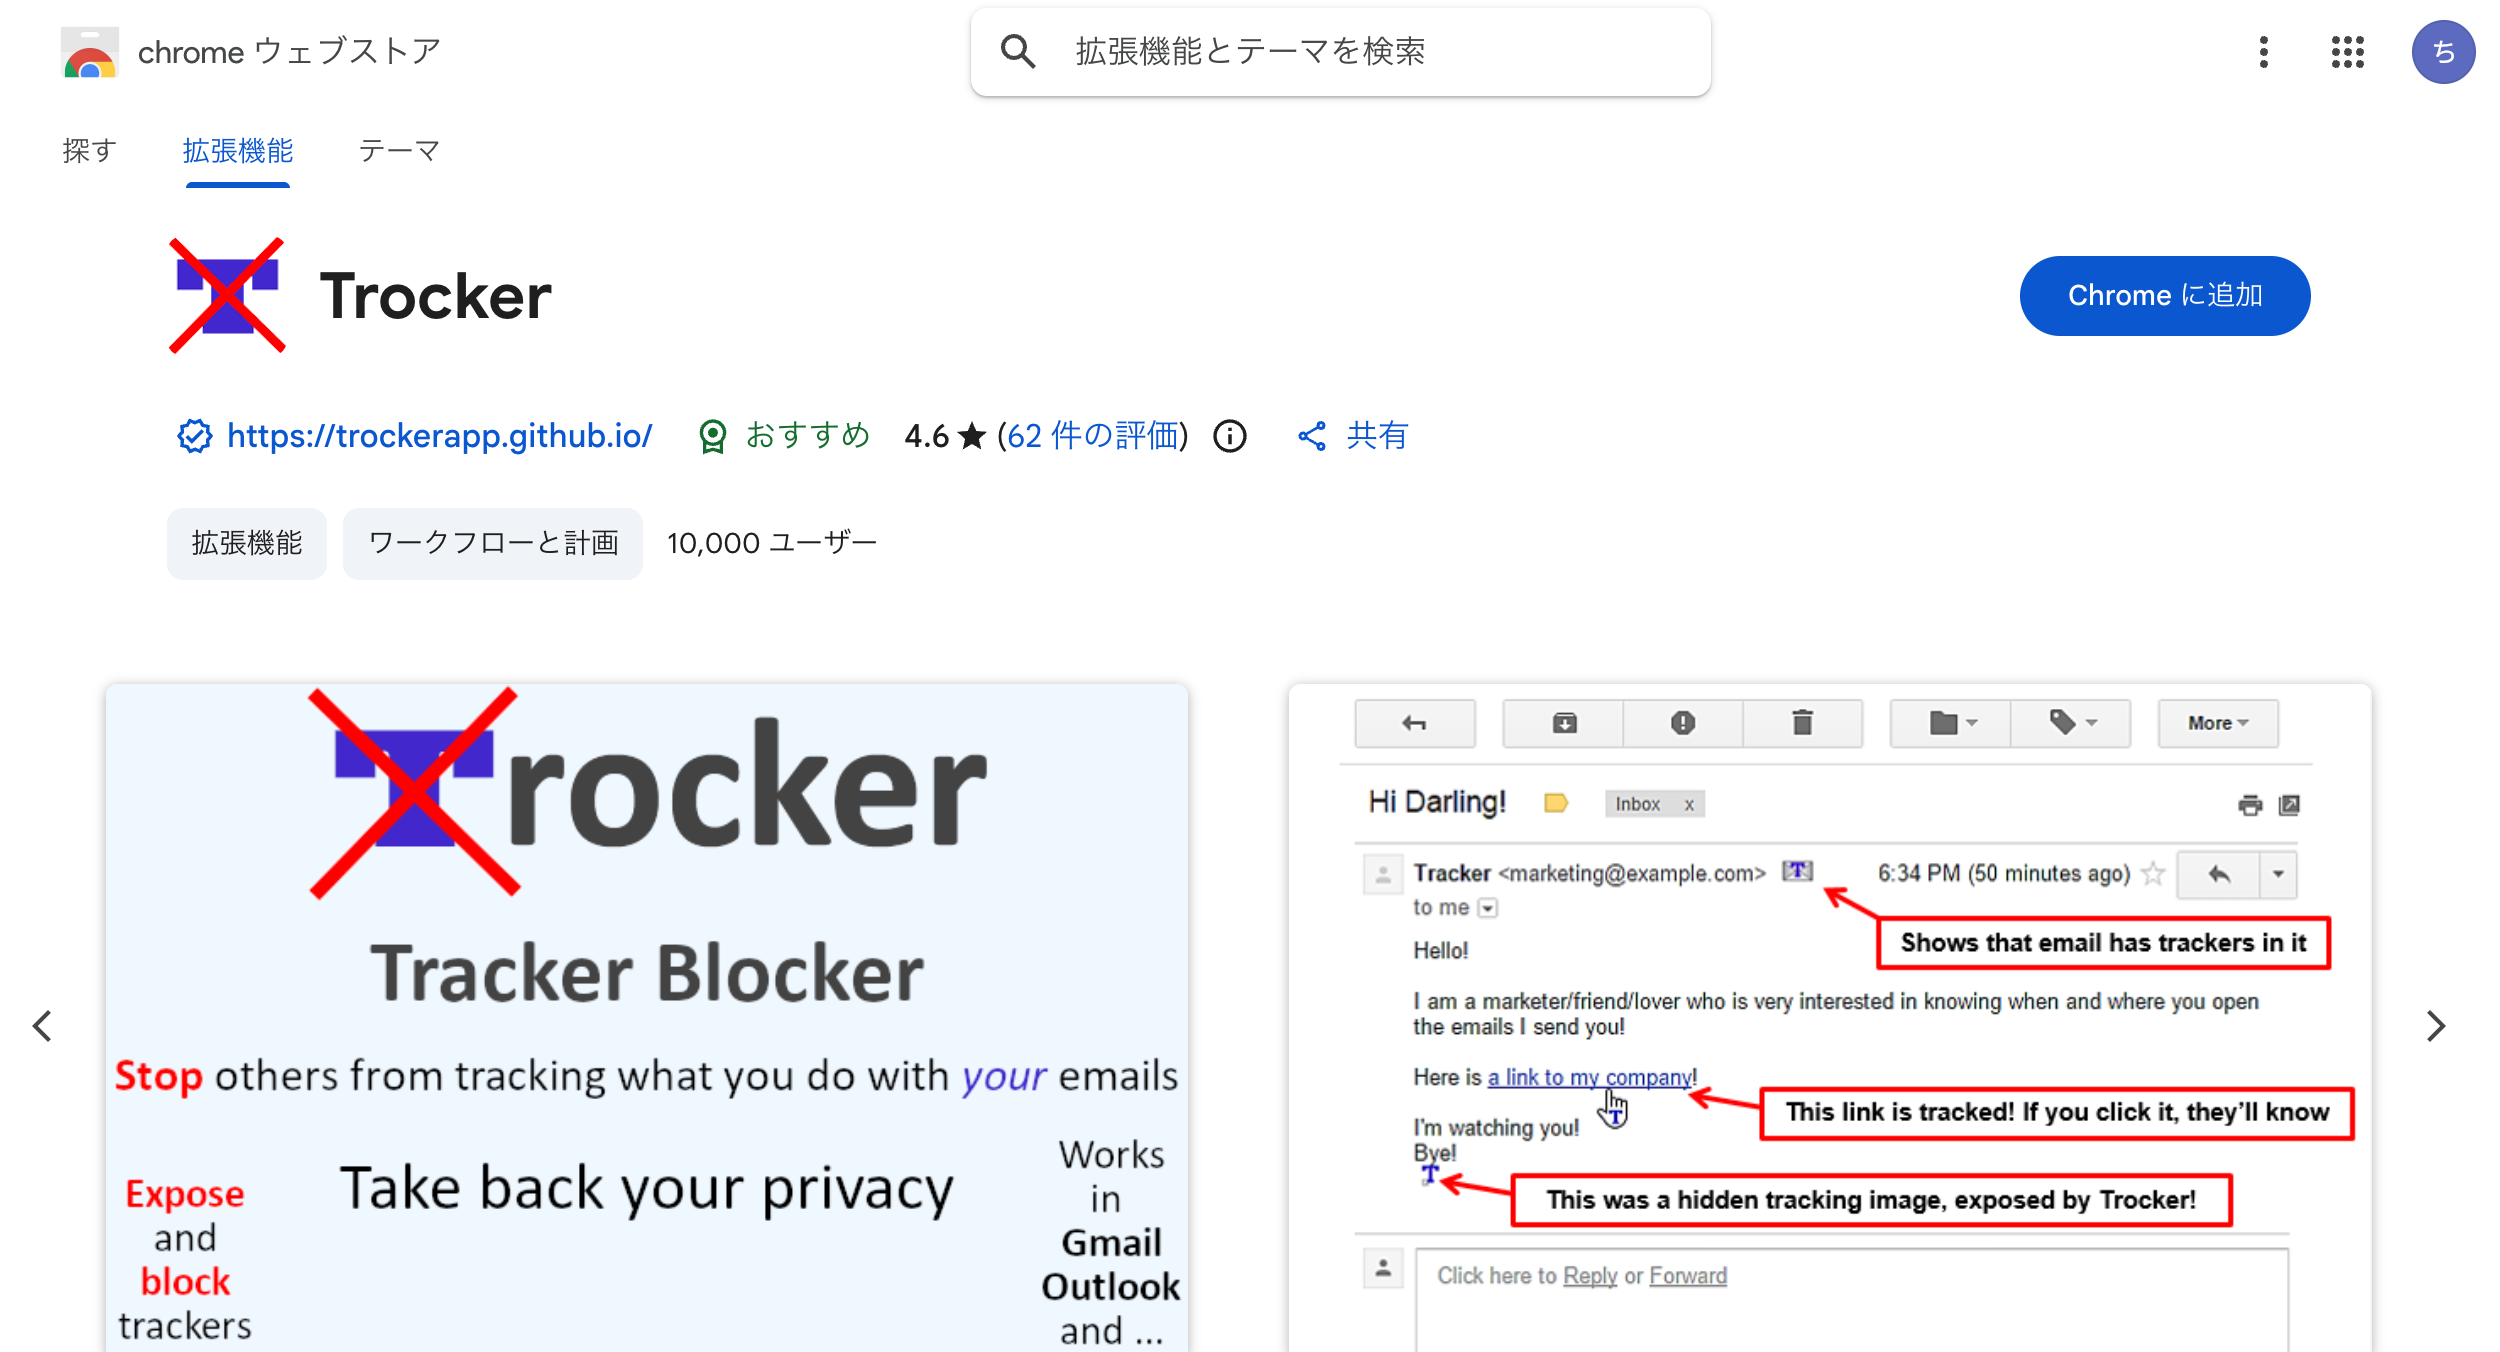 chrome ウェブストア
拡張機能とテーマを検索
ち
探す
拡張機能
テーマ
Trocker
Chrome に追加
https://trockerapp.github.io/
おすすめ
4.6★(62 件の評価)
共有
拡張機能
ワークフローと計画
10,000 ユーザー
Trocker
Tracker Blocker
Stop others from tracking what you do with your emails
Expose
and
block
trackers
Take back your privacy
Works
in
Gmail
Outlook
and ...
More
Hi Darling!
Inbox x
Tracker <marketing@example.com> T
6:34 PM (50 minutes ago)
to me
Shows that email has trackers in it
Hello!
I am a marketer/friend/lover who is very interested in knowing when and where you open
the emails I send you!
Here is a link to my company!
T
This link is tracked! If you click it, they'll know
I'm watching you!
Bye!
T
This was a hidden tracking image, exposed by Trocker!
Click here to Reply or Forward